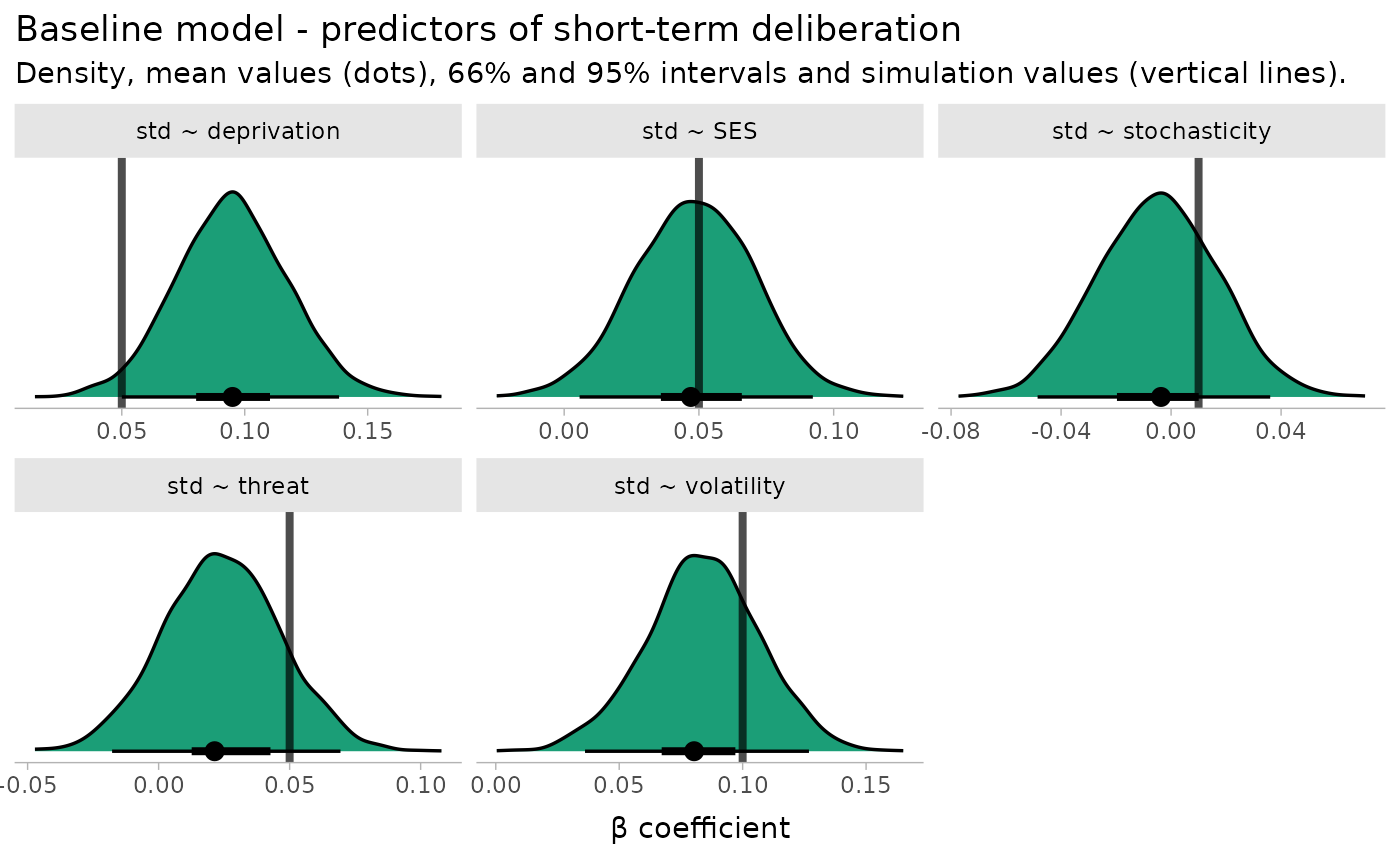 Baseline model - predictors of short-term deliberation
Density, mean values (dots), 66% and 95% intervals and simulation values (vertical lines).
std ~ deprivation
std ~ SES
std ~ stochasticity
0.05 0.10 0.15
0.00 0.05 0.10
-0.08 -0.04 0.00 0.04
std ~ threat
std ~ volatility
-0.05 0.00 0.05 0.10
0.00 0.05 0.10 0.15
β coefficient